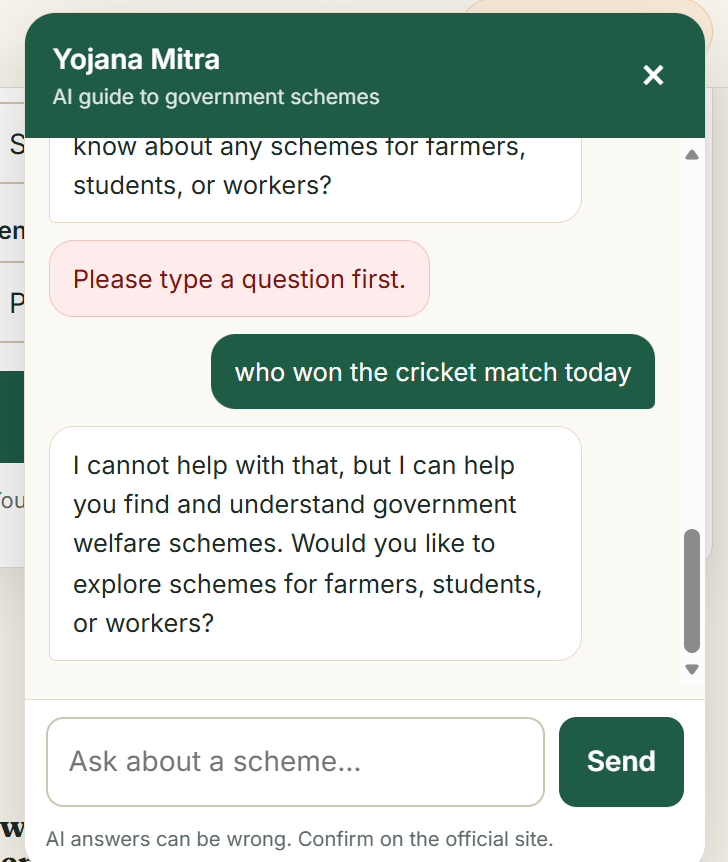 Yojana Mitra
AI guide to government schemes
know about any schemes for farmers,
students, or workers?
Please type a question first.
who won the cricket match today
I cannot help with that, but I can help
you find and understand government
welfare schemes. Would you like to
explore schemes for farmers, students,
or workers?
Ask about a scheme...
Send
AI answers can be wrong. Confirm on the official site.